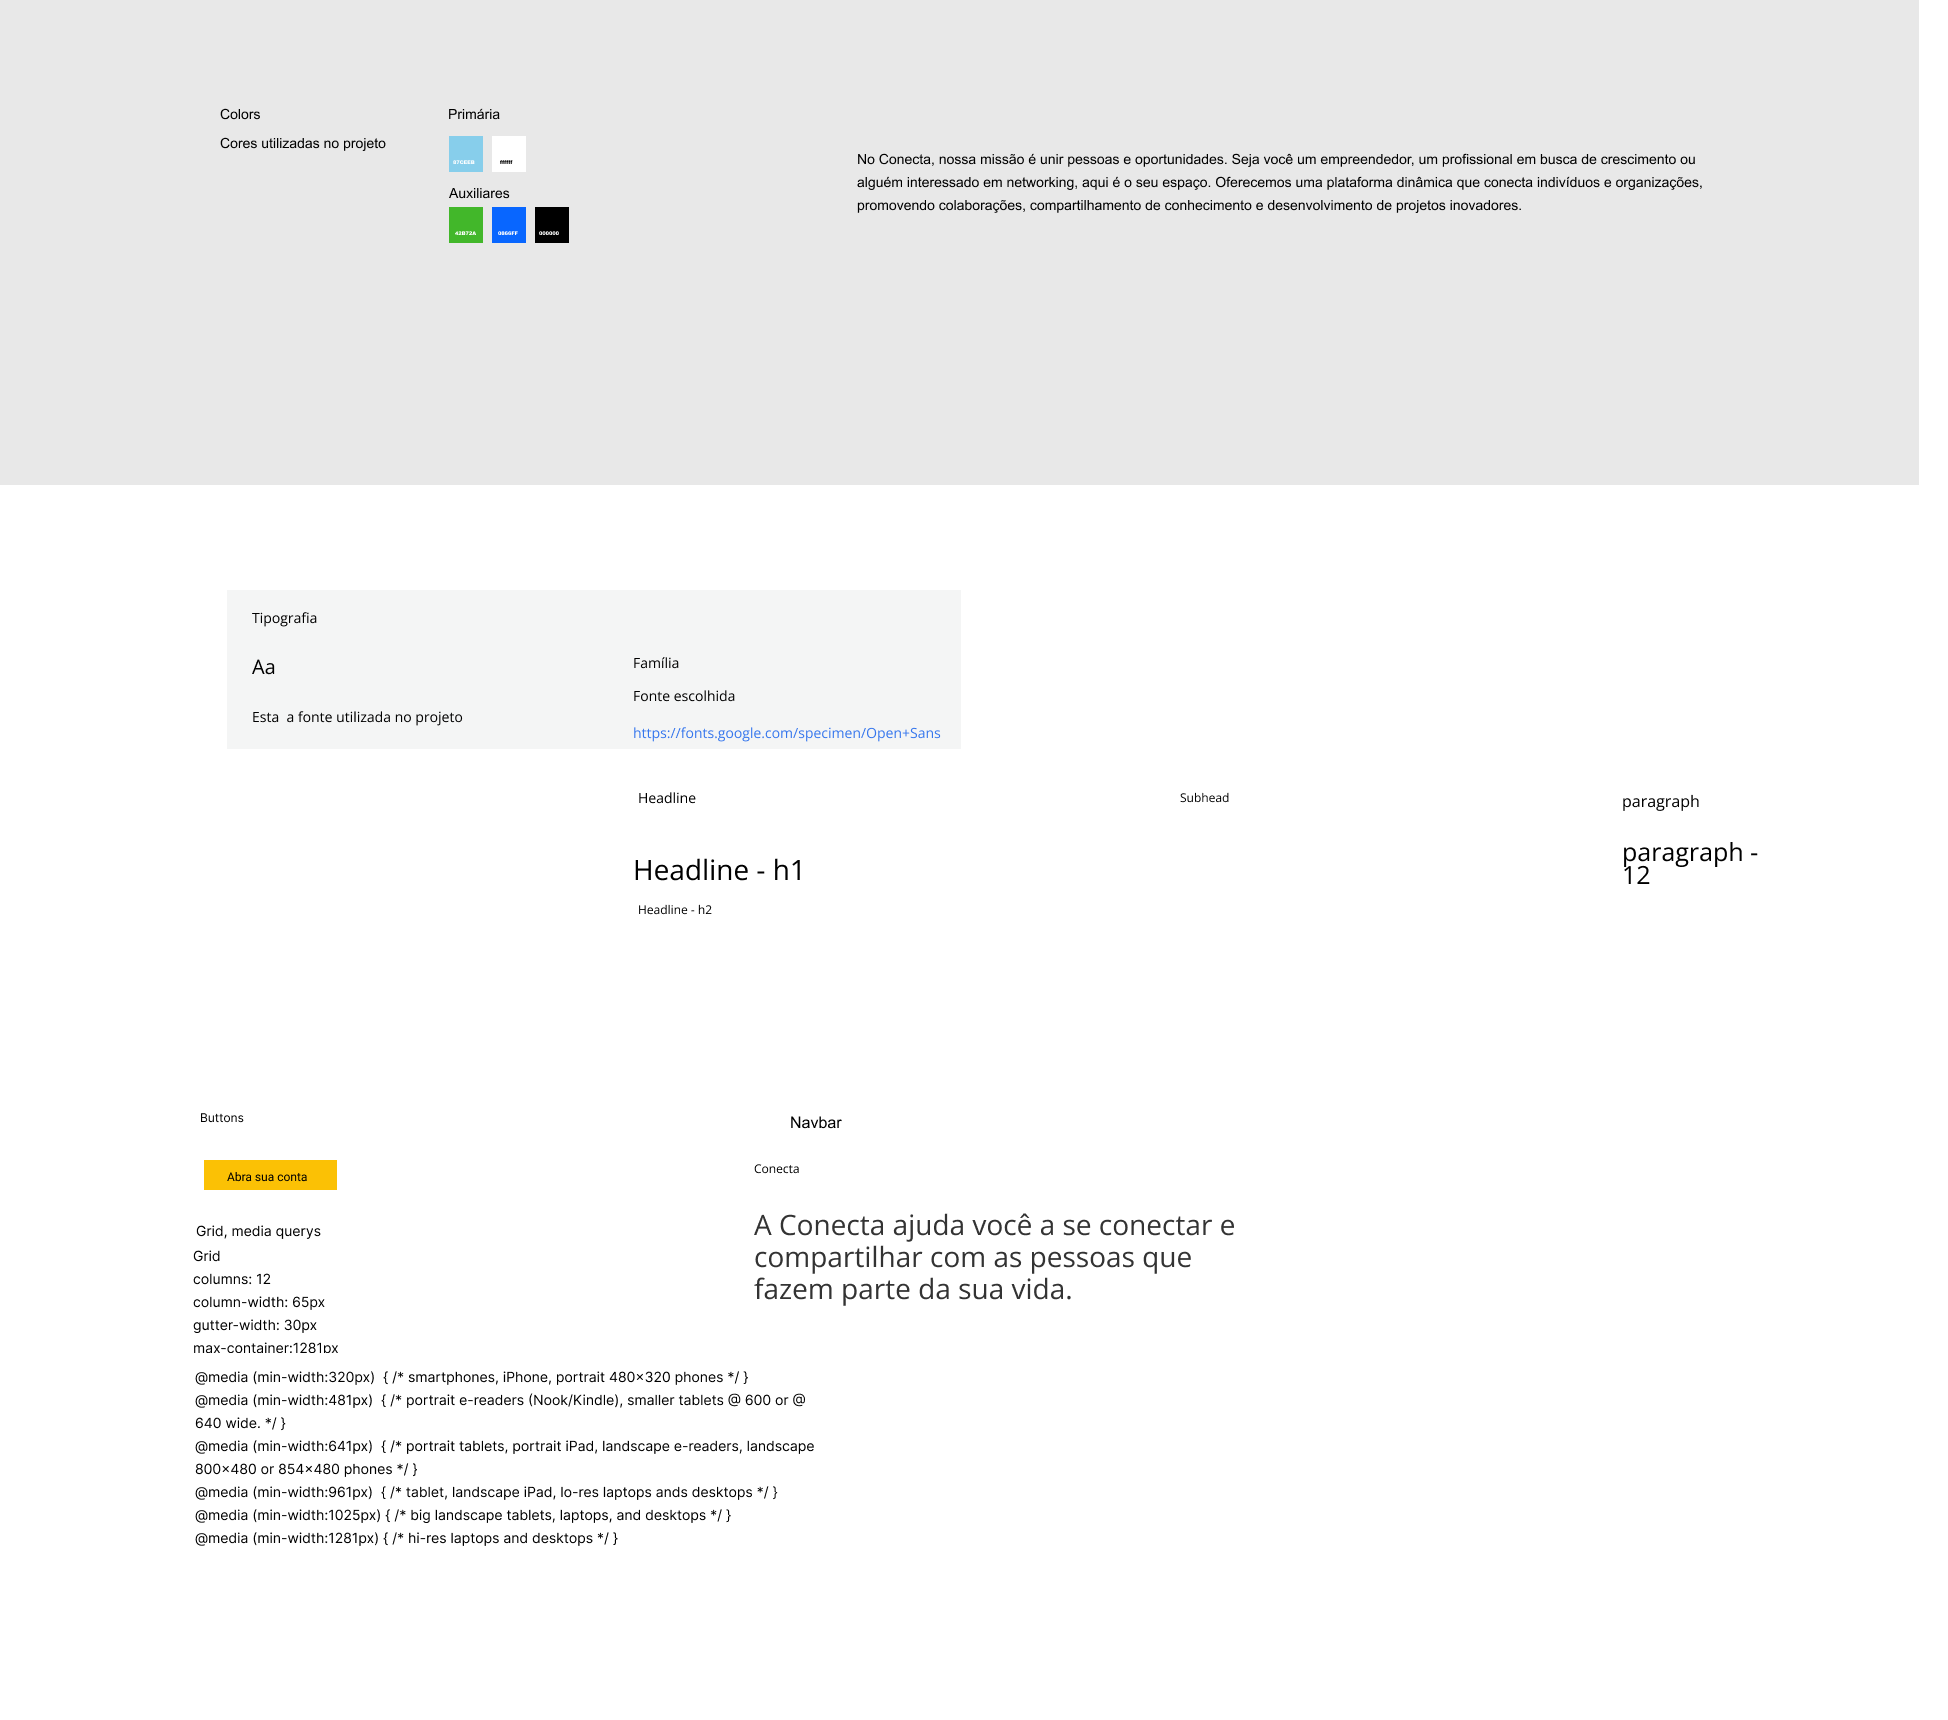 Colors
Cores utilizadas no projeto
Primária
87CEEB
ffffff
Auxiliares
42B72A
0866FF
000000
No Conecta, nossa missão é unir pessoas e oportunidades. Seja você um empreendedor, um profissional em busca de crescimento ou
alguém interessado em networking, aqui é o seu espaço. Oferecemos uma plataforma dinâmica que conecta indivíduos e organizações,
promovendo colaborações, compartilhamento de conhecimento e desenvolvimento de projetos inovadores.
Tipografia
Aa
Esta  a fonte utilizada no projeto
Família
Fonte escolhida
https://fonts.google.com/specimen/Open+Sans
Headline
Headline - h1
Headline - h2
Subhead
paragraph
paragraph -
12
Buttons
Abra sua conta
Navbar
Conecta
A Conecta ajuda você a se conectar e
compartilhar com as pessoas que
fazem parte da sua vida.
Grid, media querys
Grid
columns: 12
column-width: 65px
gutter-width: 30px
max-container:1281px
@media (min-width:320px)  { /* smartphones, iPhone, portrait 480x320 phones */ }
@media (min-width:481px)  { /* portrait e-readers (Nook/Kindle), smaller tablets @ 600 or @
640 wide. */ }
@media (min-width:641px)  { /* portrait tablets, portrait iPad, landscape e-readers, landscape
800x480 or 854x480 phones */ }
@media (min-width:961px)  { /* tablet, landscape iPad, lo-res laptops ands desktops */ }
@media (min-width:1025px) { /* big landscape tablets, laptops, and desktops */ }
@media (min-width:1281px) { /* hi-res laptops and desktops */ }